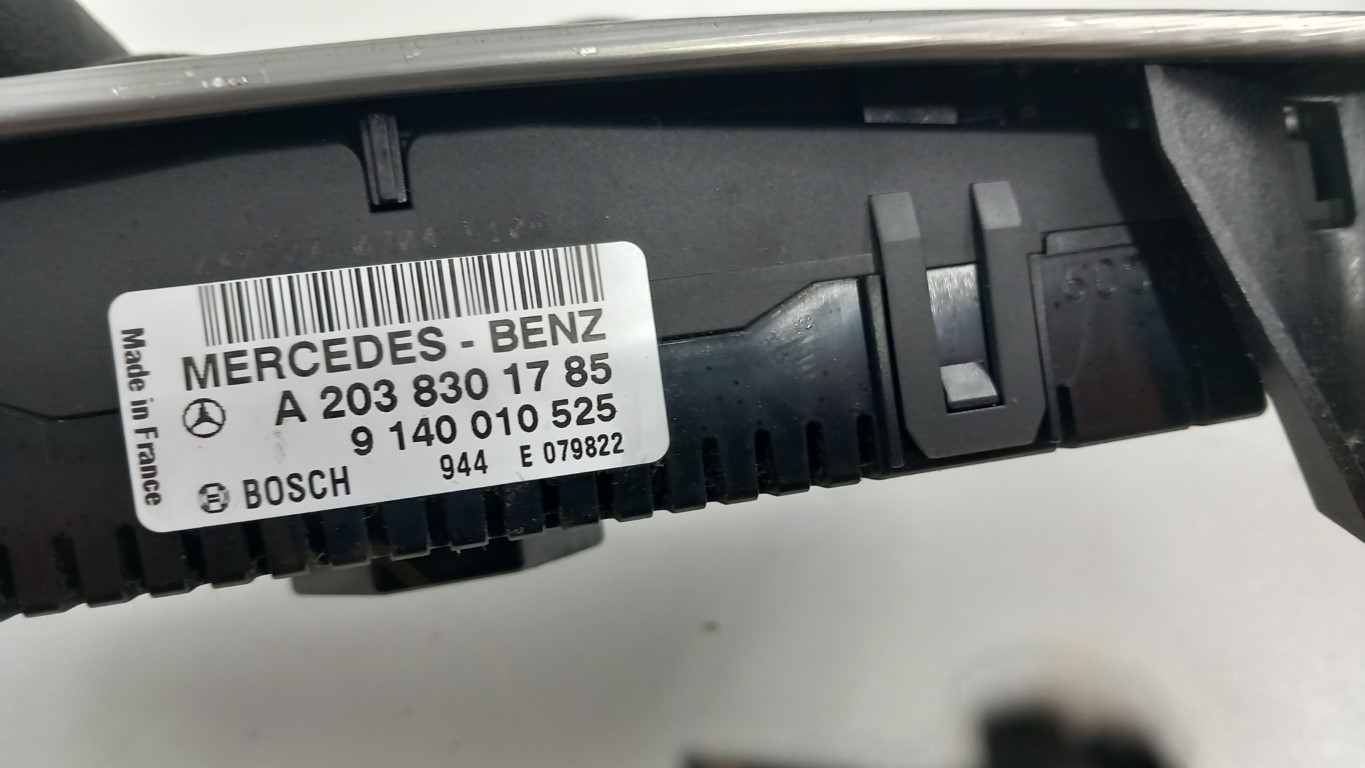 Made in France
MERCEDES - BENZ
A 203 830 17 85
9 140 010 525
BOSCH 944 E 079822